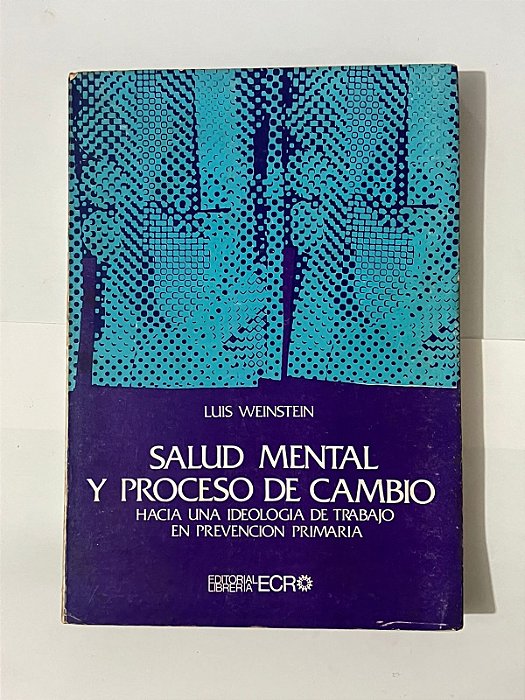 LUIS WEINSTEIN
SALUD MENTAL
Y PROCESO DE CAMBIO
HACIA UNA IDEOLOGIA DE TRABAJO
EN PREVENCION PRIMARIA
EDITORIAL
LIBRERIA ECRO